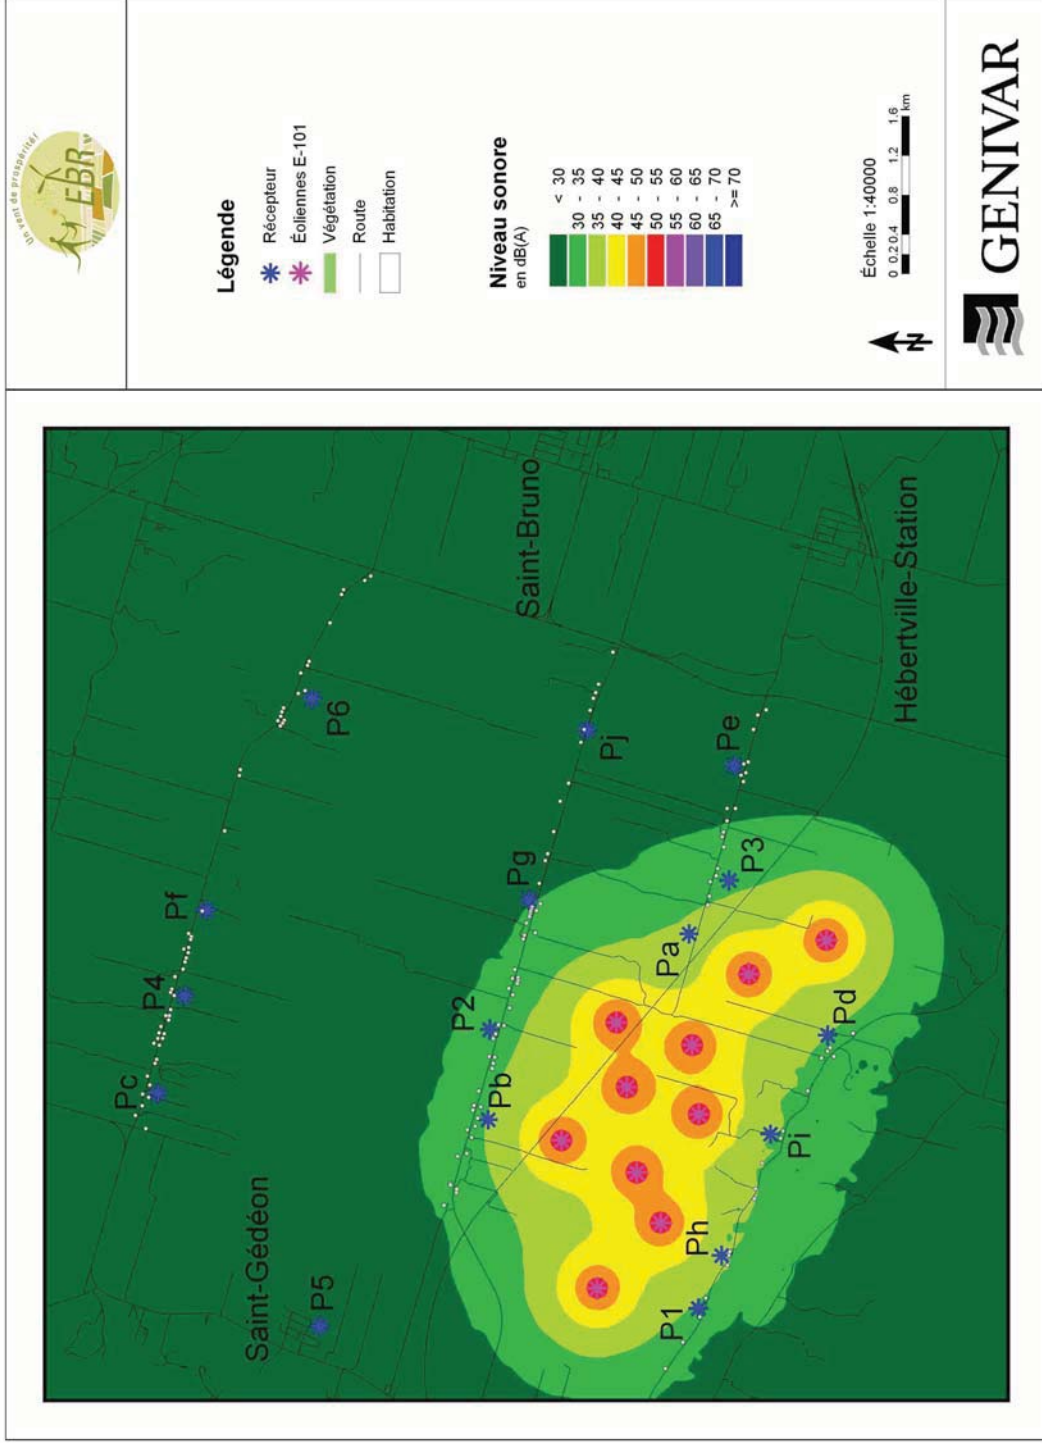 Un vent de prospérité!
EBR
Légende
Récepteur
Éoliennes E-101
Végétation
Route
Habitation
Niveau sonore
en dB(A)
< 30
30 - 35
35 - 40
40 - 45
45 - 50
50 - 55
55 - 60
60 - 65
65 - 70
>= 70
Échelle 1:40000
0 0.2 0.4 0.8 1.2 1.6
km
N
GENIVAR
Saint-Gédéon
P5
Pc
P4
Pf
P6
Saint-Bruno
Pb
P2
Pg
Pj
Pa
P3
Pe
Hébertville-Station
P1
Ph
Pi
Pd